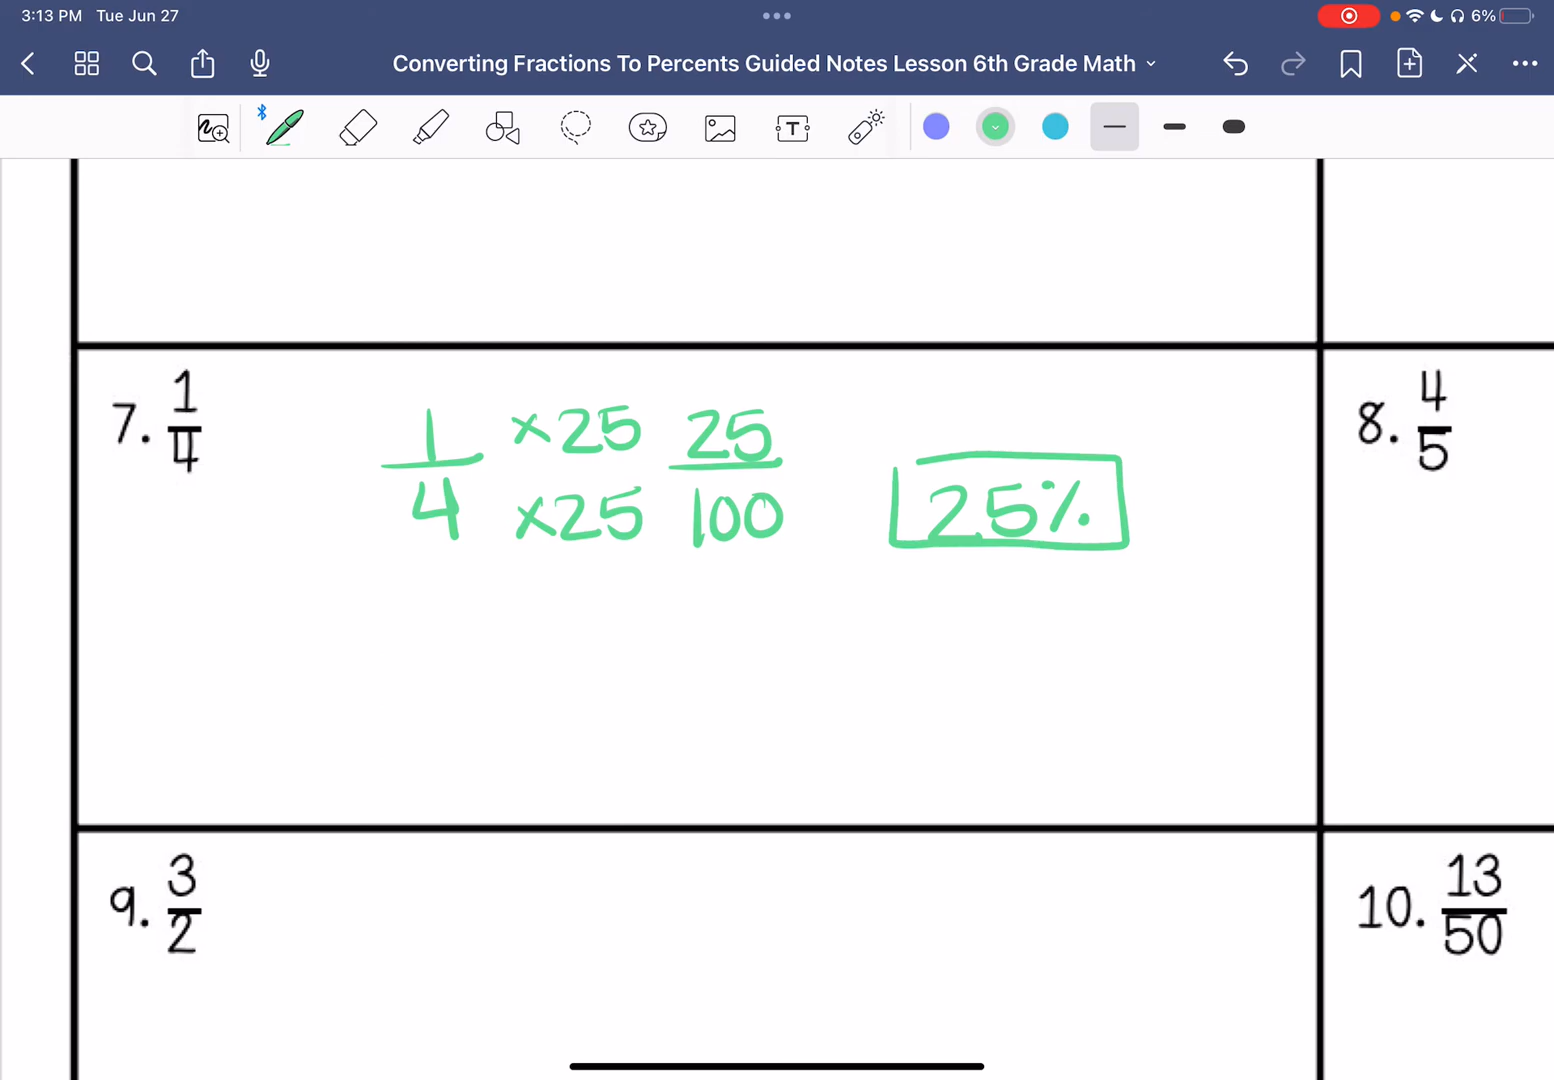 3:13 PM Tue Jun 27
6%
Converting Fractions To Percents Guided Notes Lesson 6th Grade Math
T
7. 1/4
1/4 ×25/×25 25/100
25%
8. 4/5
9. 3/2
10. 13/50